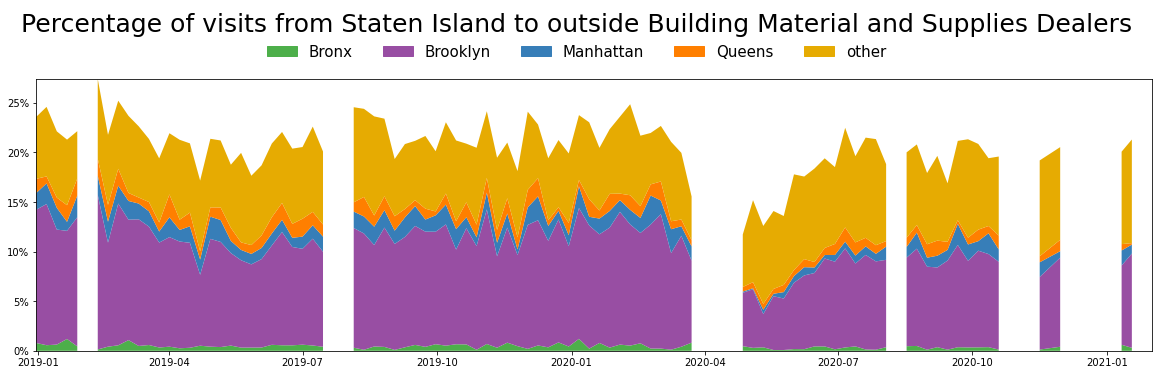 Percentage of visits from Staten Island to outside Building Material and Supplies Dealers
Bronx Brooklyn Manhattan Queens other
25%
20%
15%
10%
5%
0%
2019-01 2019-04 2019-07 2019-10 2020-01 2020-04 2020-07 2020-10 2021-01